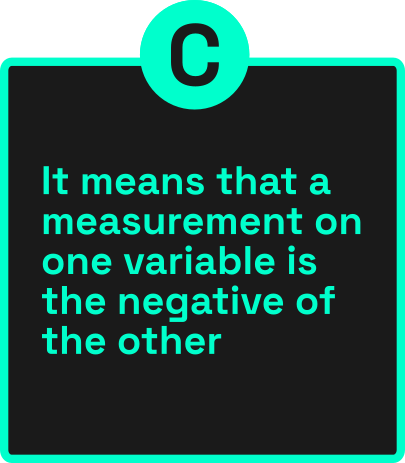 C
It means that a
measurement on
one variable is
the negative of
the other